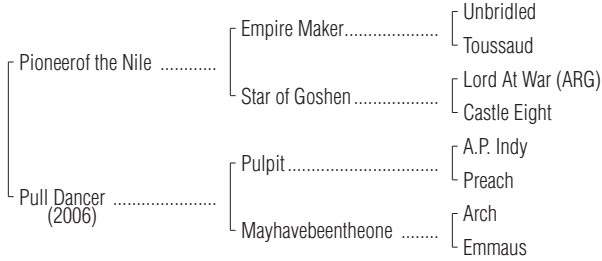 Unbridled
Empire Maker....................
Toussaud
Pioneerof the Nile ............
Lord At War (ARG)
Star of Goshen..................
Castle Eight
A.P. Indy
Pulpit................................
Preach
Pull Dancer ......................
(2006)
Arch
Mayhavebeentheone ........
Emmaus